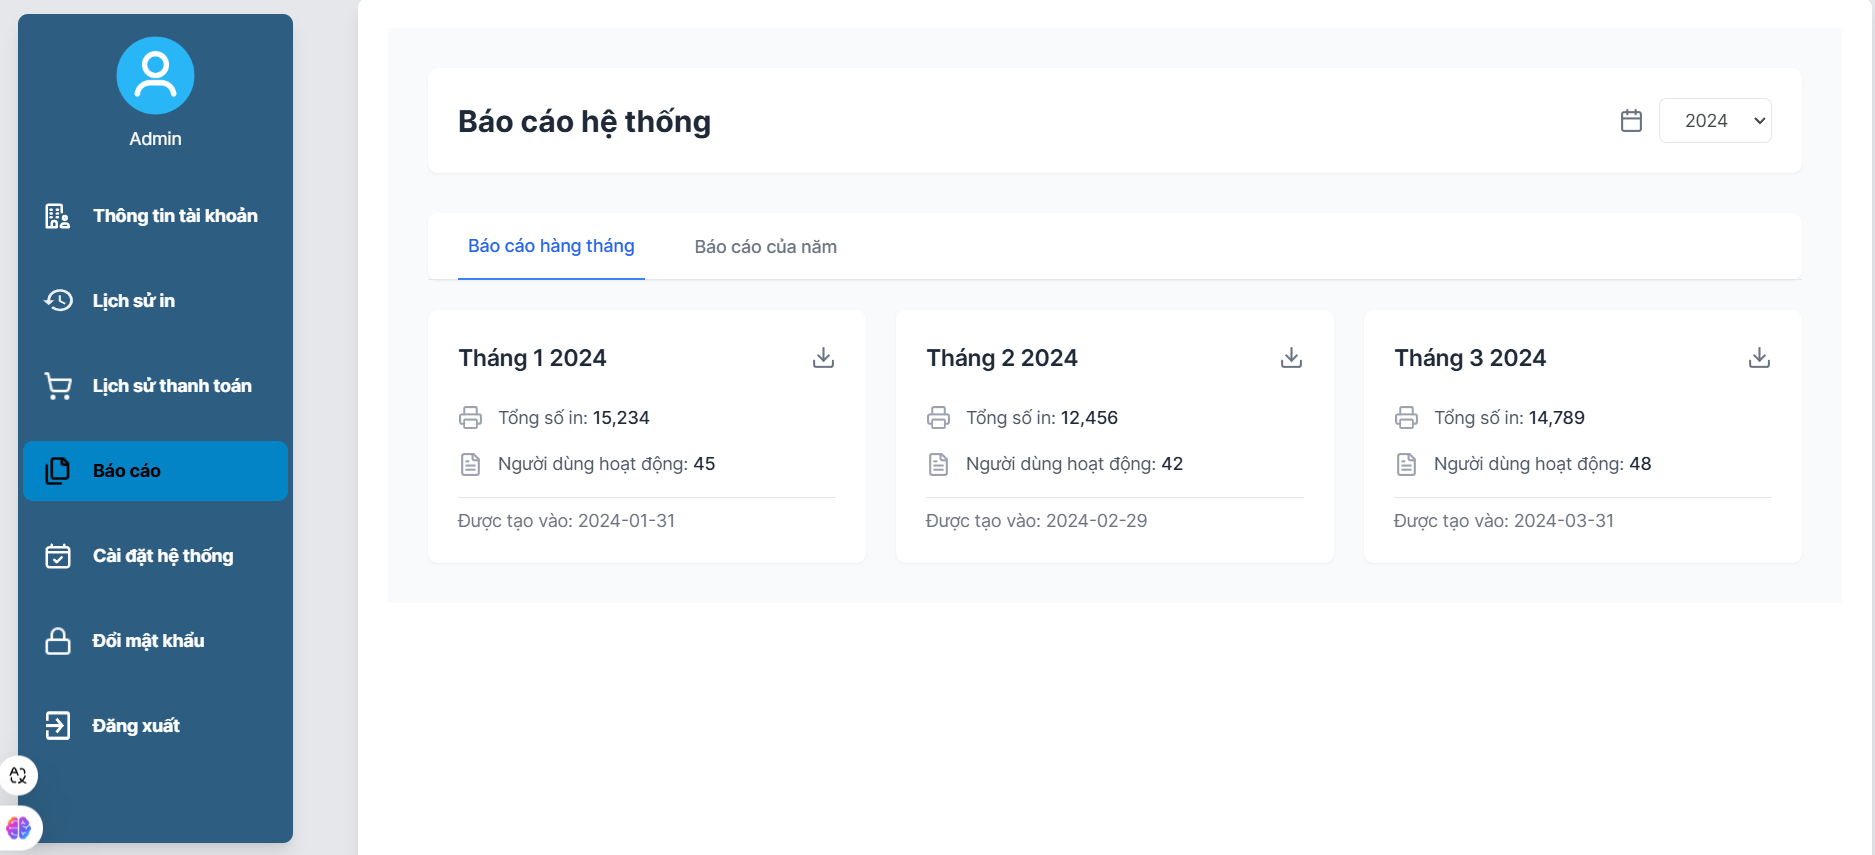 Admin
Thông tin tài khoản
Lịch sử in
Lịch sử thanh toán
Báo cáo
Cài đặt hệ thống
Đổi mật khẩu
Đăng xuất
Báo cáo hệ thống
2024
Báo cáo hàng tháng
Báo cáo của năm
Tháng 1 2024
Tổng số in: 15,234
Người dùng hoạt động: 45
Được tạo vào: 2024-01-31
Tháng 2 2024
Tổng số in: 12,456
Người dùng hoạt động: 42
Được tạo vào: 2024-02-29
Tháng 3 2024
Tổng số in: 14,789
Người dùng hoạt động: 48
Được tạo vào: 2024-03-31